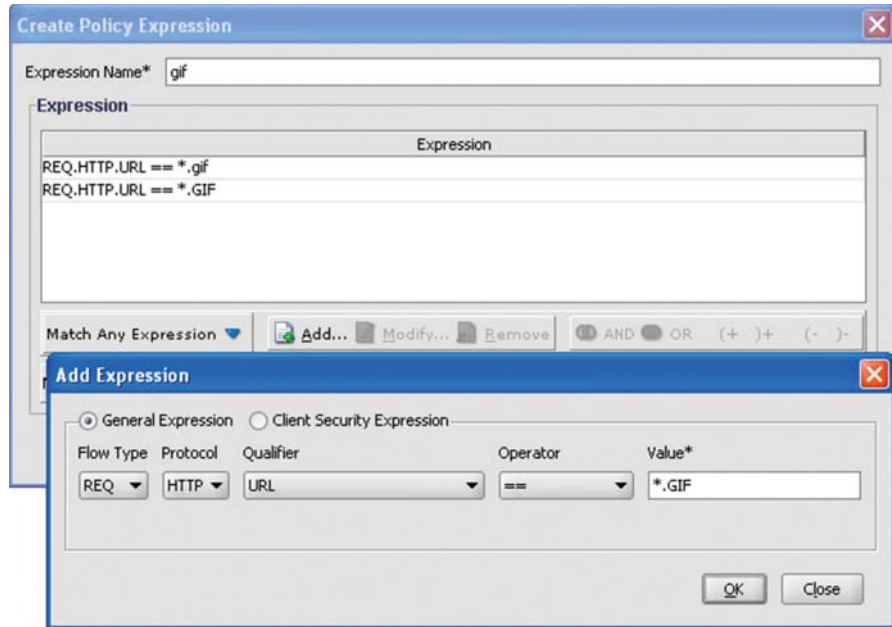 Create Policy Expression
Expression Name* gif
Expression
Expression
REQ.HTTP.URL == *.gif
REQ.HTTP.URL == *.GIF
Match Any Expression Add... Modify... Remove AND OR (+ )+ (- )-
Add Expression
General Expression Client Security Expression
Flow Type Protocol Qualifier Operator Value*
REQ HTTP URL == *.GIF
OK Close